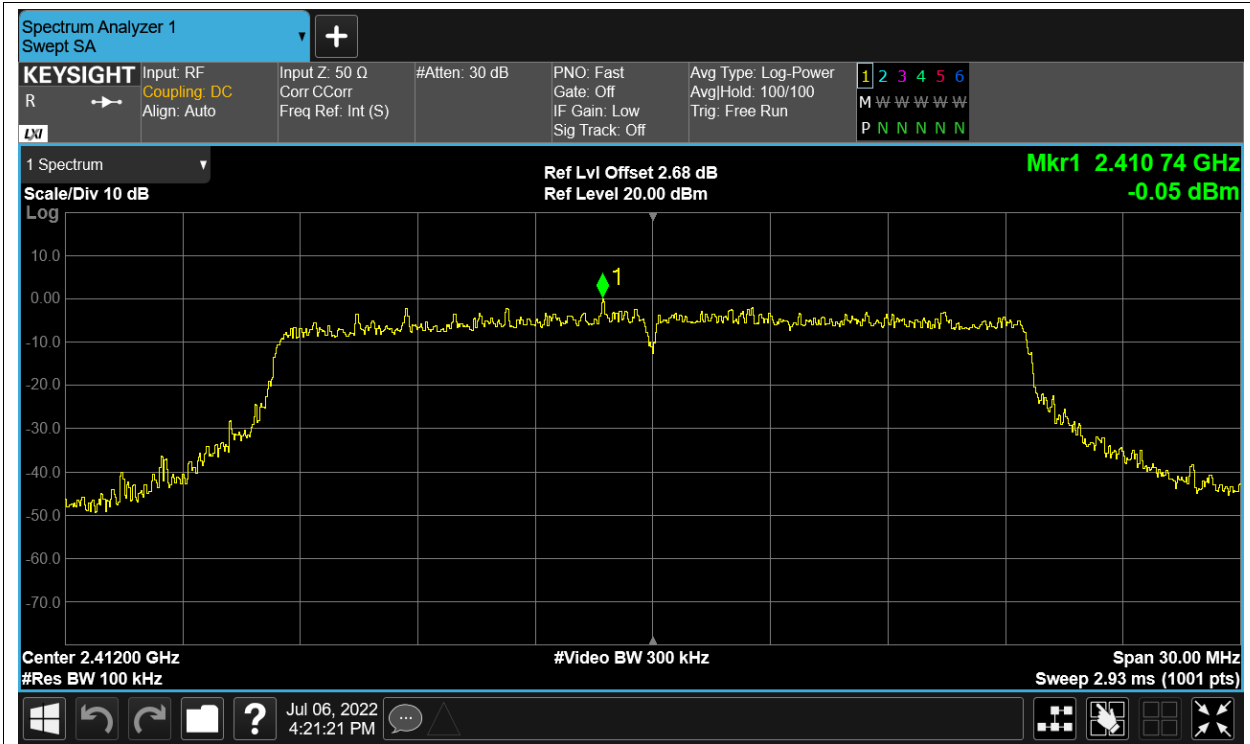 Spectrum Analyzer 1
Swept SA
KEYSIGHT
R
LXI
Input: RF
Coupling: DC
Align: Auto
Input Z: 50 Ω
Corr CCorr
Freq Ref: Int (S)
#Atten: 30 dB
PNO: Fast
Gate: Off
IF Gain: Low
Sig Track: Off
Avg Type: Log-Power
Avg|Hold: 100/100
Trig: Free Run
1 2 3 4 5 6
M W W W W W
P N N N N N
1 Spectrum
Scale/Div 10 dB
Ref Lvl Offset 2.68 dB
Ref Level 20.00 dBm
Mkr1 2.410 74 GHz
-0.05 dBm
Log
10.0
0.00
-10.0
-20.0
-30.0
-40.0
-50.0
-60.0
-70.0
1
Center 2.41200 GHz
#Res BW 100 kHz
#Video BW 300 kHz
Span 30.00 MHz
Sweep 2.93 ms (1001 pts)
?
Jul 06, 2022
4:21:21 PM